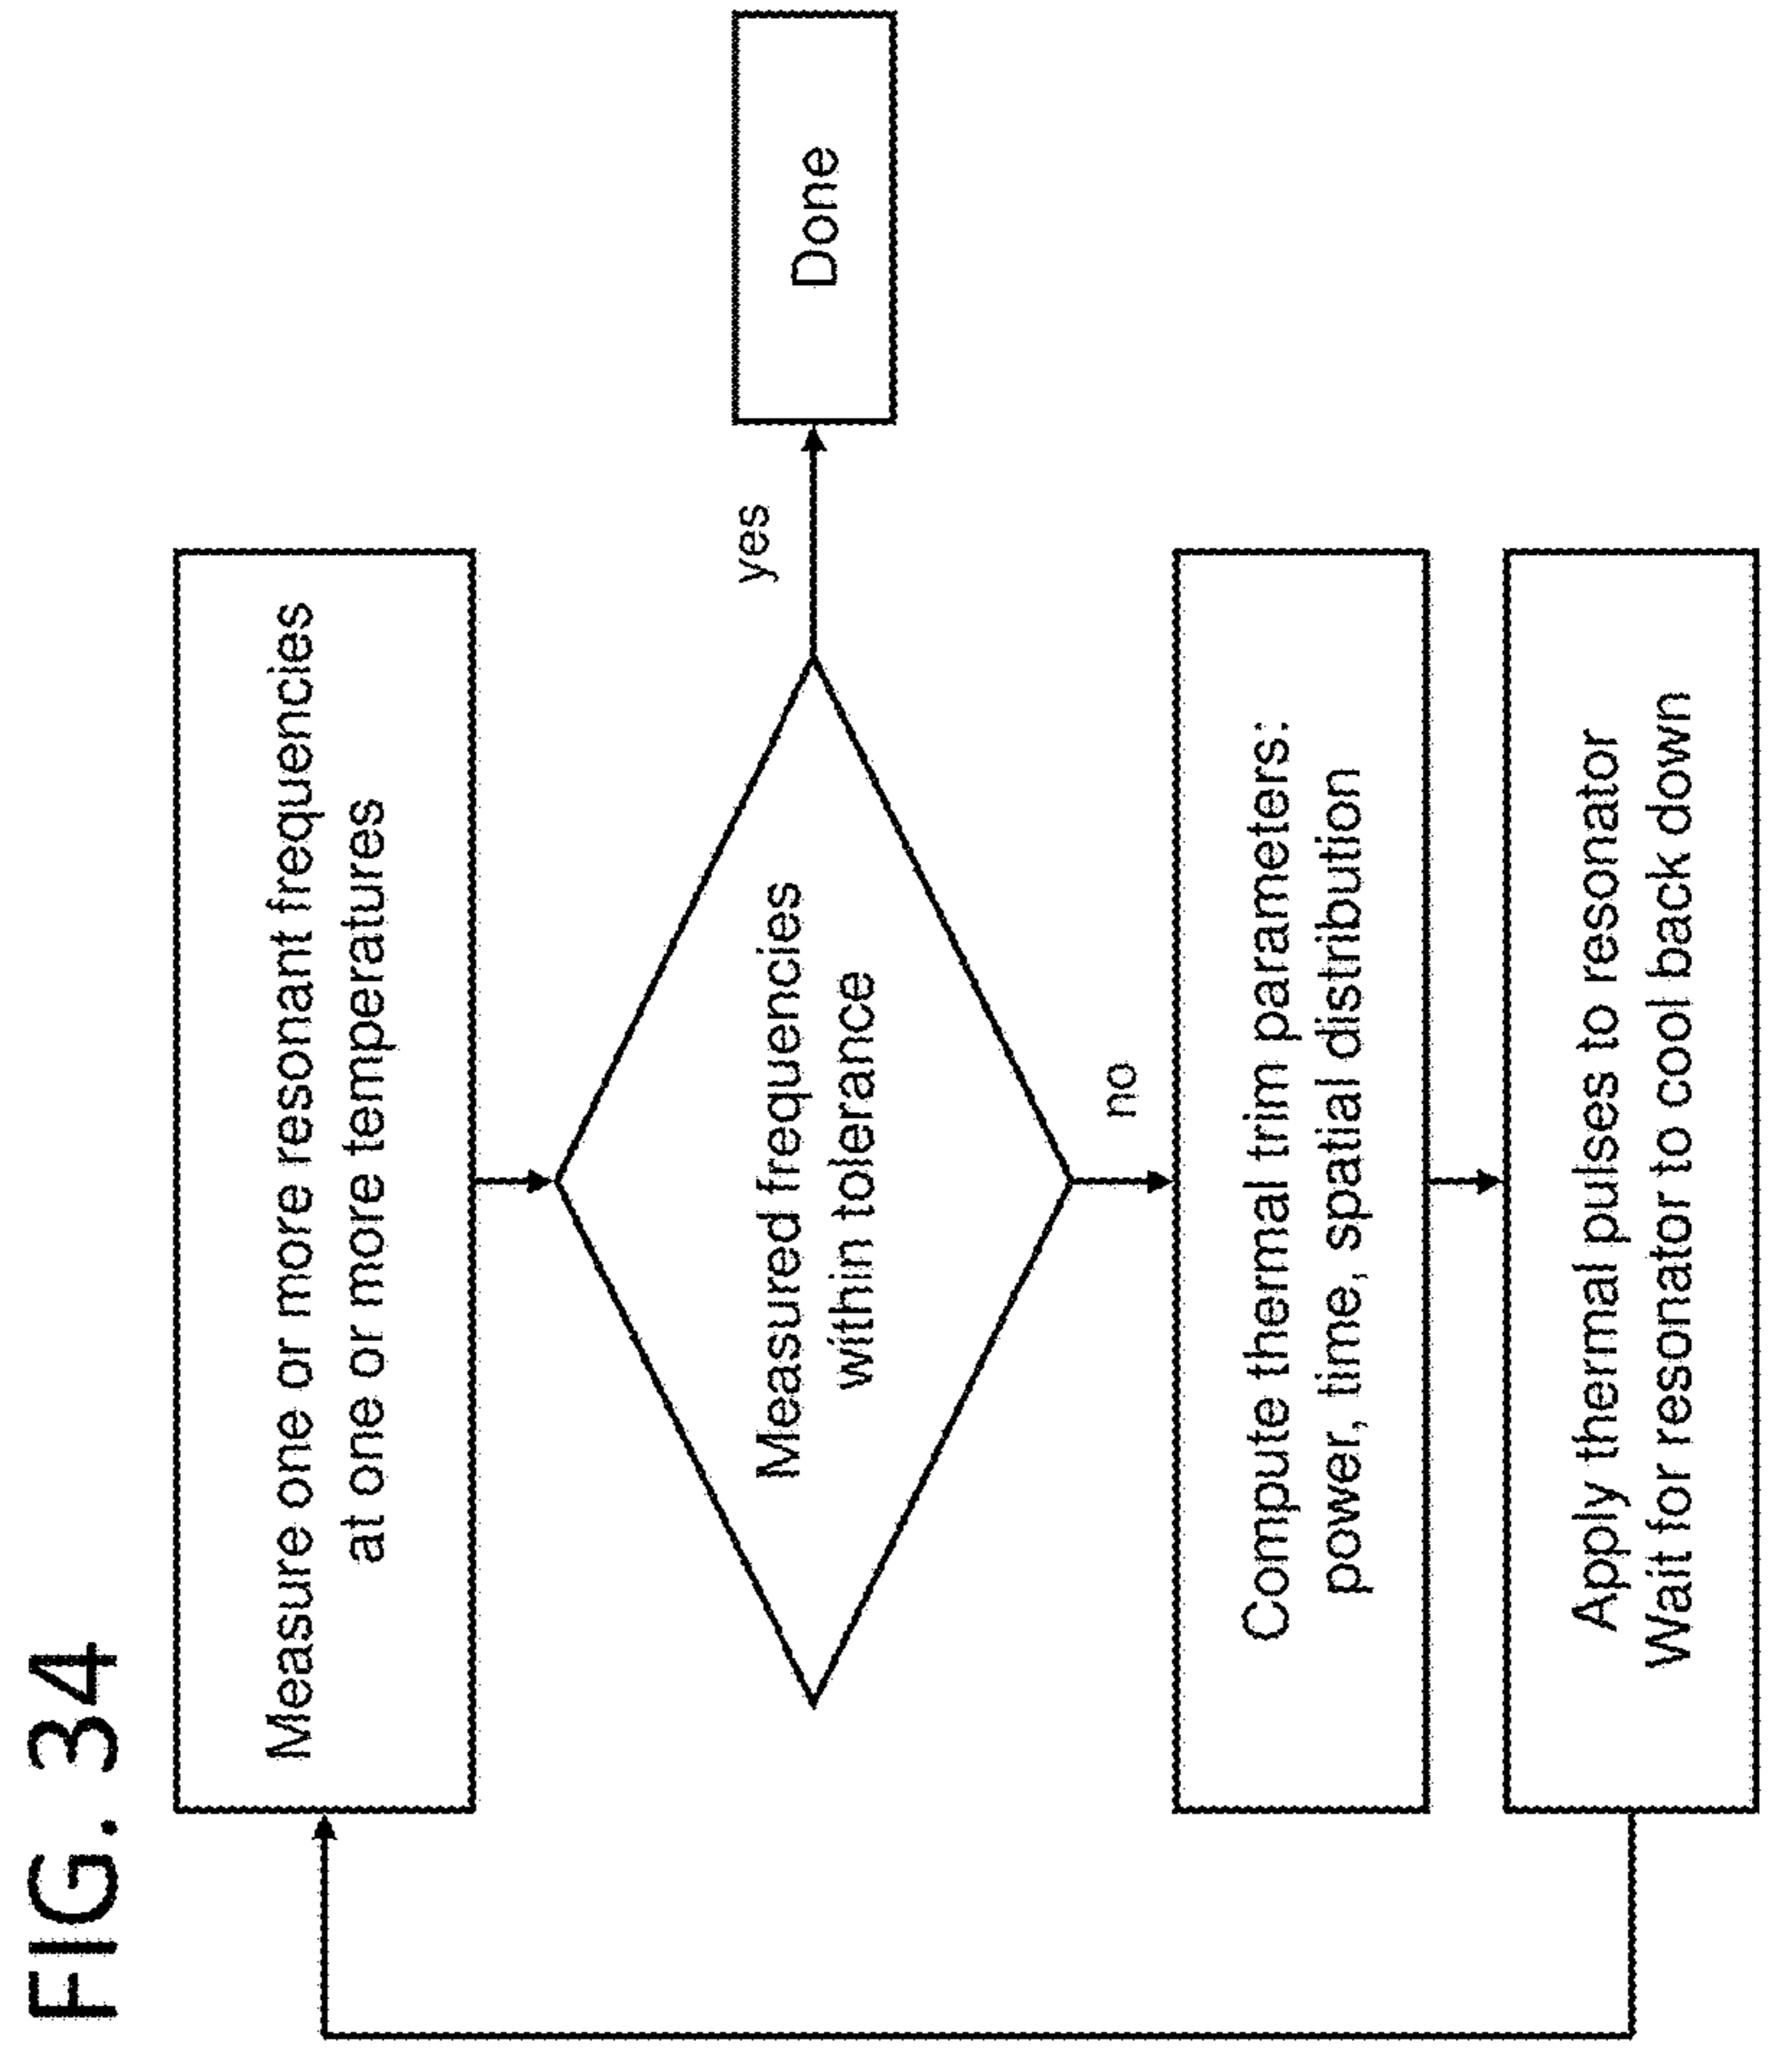 FIG. 34
Measure one or more resonant frequencies
at one or more temperatures
Measured frequencies
within tolerance
yes
Done
no
Compute thermal trim parameters:
power, time, spatial distribution
Apply thermal pulses to resonator
Wait for resonator to cool back down